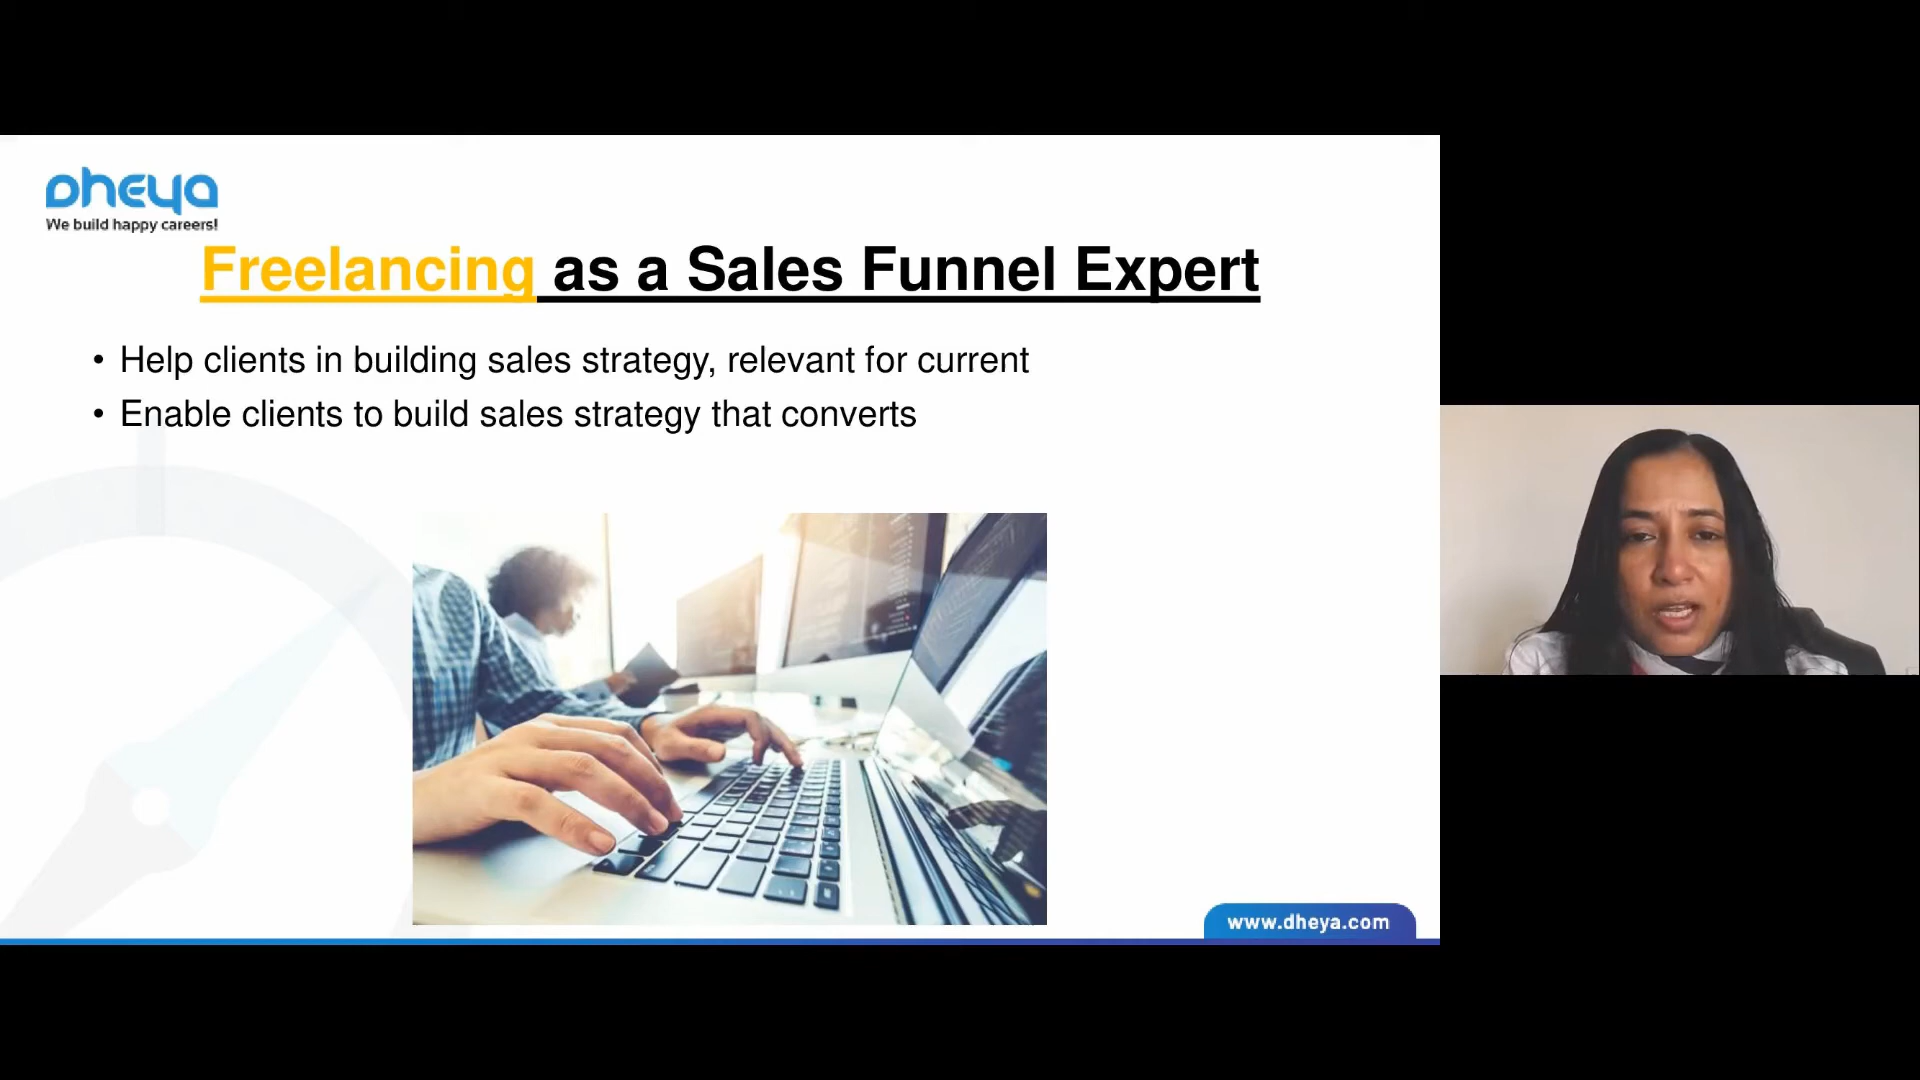 Dheya
We build happy careers!
Freelancing as a Sales Funnel Expert
• Help clients in building sales strategy, relevant for current
• Enable clients to build sales strategy that converts
www.dheya.com